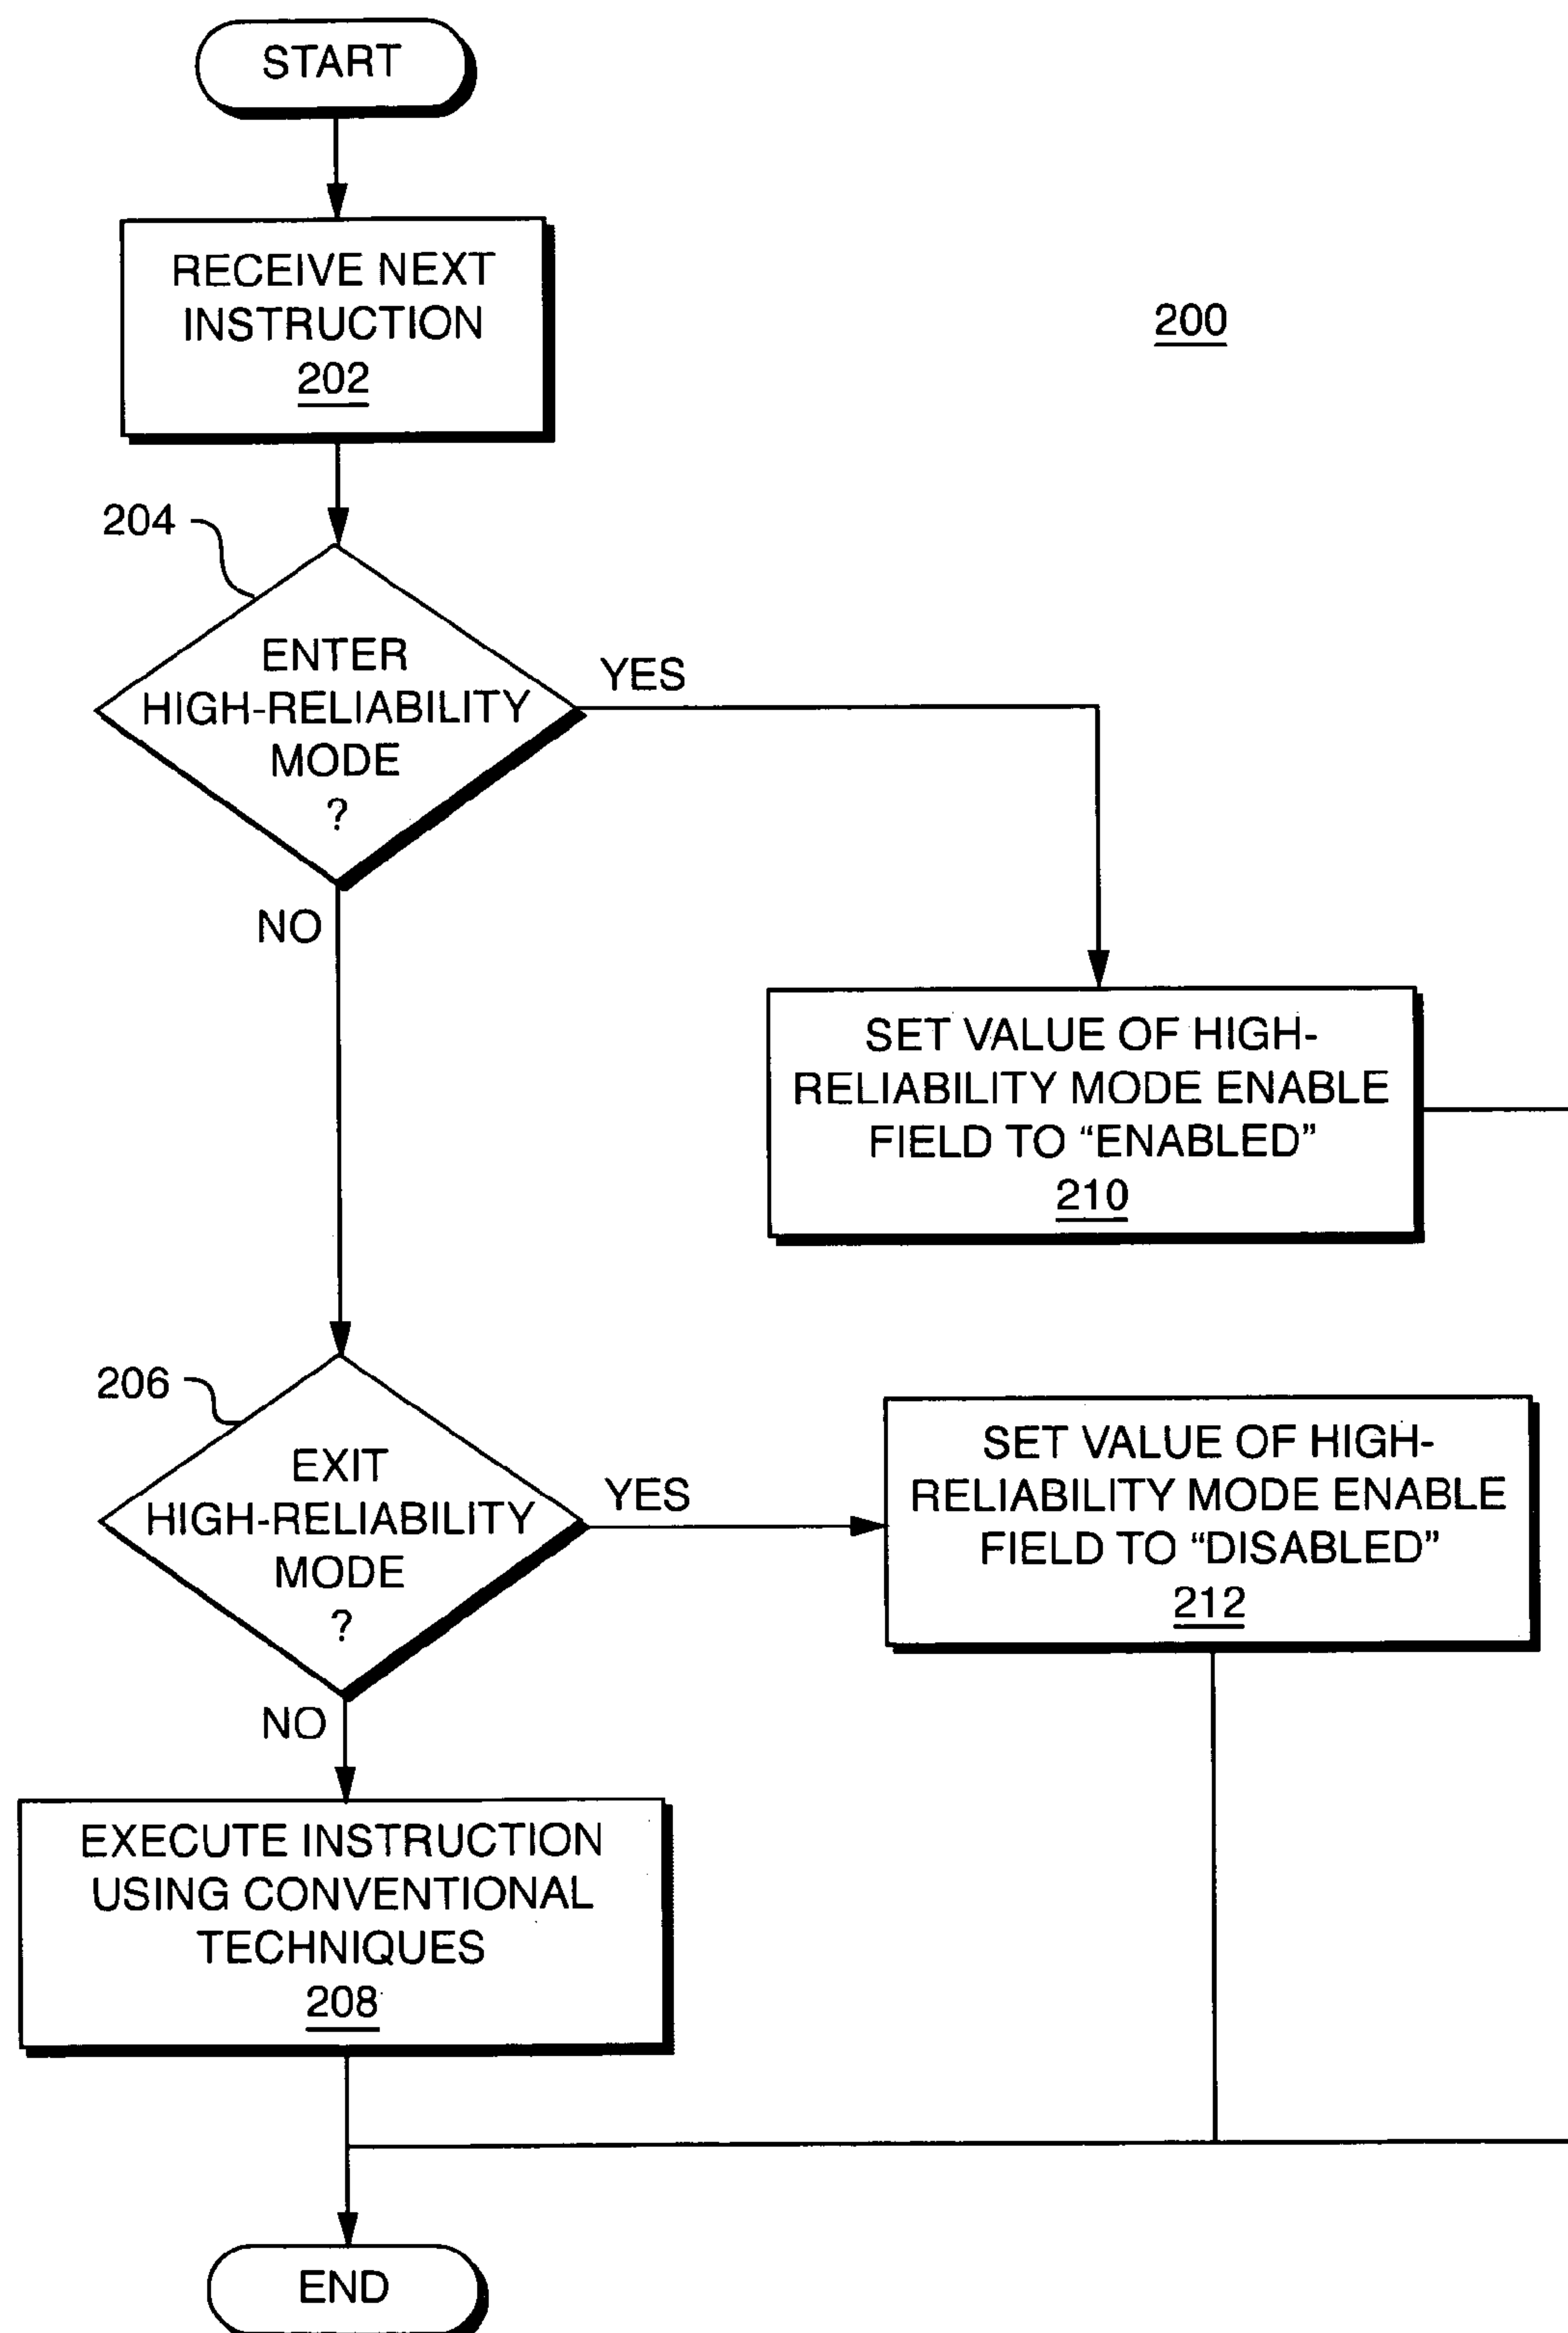 START
RECEIVE NEXT
INSTRUCTION
202
200
204
ENTER
HIGH-RELIABILITY
MODE
?
YES
NO
SET VALUE OF HIGH-
RELIABILITY MODE ENABLE
FIELD TO “ENABLED”
210
206
EXIT
HIGH-RELIABILITY
MODE
?
YES
NO
SET VALUE OF HIGH-
RELIABILITY MODE ENABLE
FIELD TO “DISABLED”
212
EXECUTE INSTRUCTION
USING CONVENTIONAL
TECHNIQUES
208
END